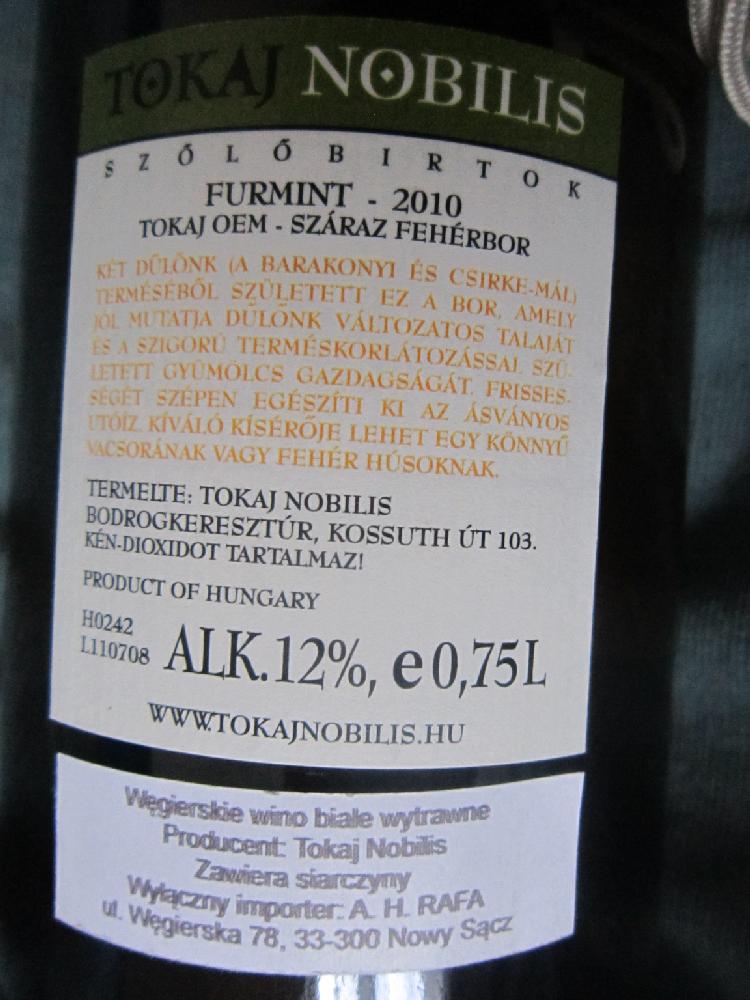 TOKAJ NOBILIS
SZŐLŐBIRTOK
FURMINT - 2010
TOKAJ OEM - SZÁRAZ FEHÉRBOR
KÉT DŰLŐNK (A BARAKONYI ÉS CSIRKE-MÁL)
TERMÉSÉBŐL SZÜLETETT EZ A BOR, AMELY
JÓL MUTATJA DŰLŐNK VÁLTOZATOS TALAJÁT
ÉS A SZIGORÚ TERMÉSKORLÁTOZÁSSAL SZÜ-
LETETT GYÜMÖLCS GAZDAGSÁGÁT. FRISSES-
SÉGÉT SZÉPEN EGÉSZÍTI KI AZ ÁSVÁNYOS
UTÓÍZ. KÍVÁLÓ KÍSÉRŐJE LEHET EGY KÖNNYŰ
VACSORÁNAK VAGY FEHÉR HÚSOKNAK.
TERMELTE: TOKAJ NOBILIS
BODROGKERESZTÚR, KOSSUTH ÚT 103.
KÉN-DIOXIDOT TARTALMAZ!
PRODUCT OF HUNGARY
H0242
L110708
ALK.12%, e0,75L
WWW.TOKAJNOBILIS.HU
Węgierskie wino białe wytrawne
Producent: Tokaj Nobilis
Zawiera siarczyny
Wyłączny importer: A. H. RAFA
ul. Węgierska 78, 33-300 Nowy Sącz